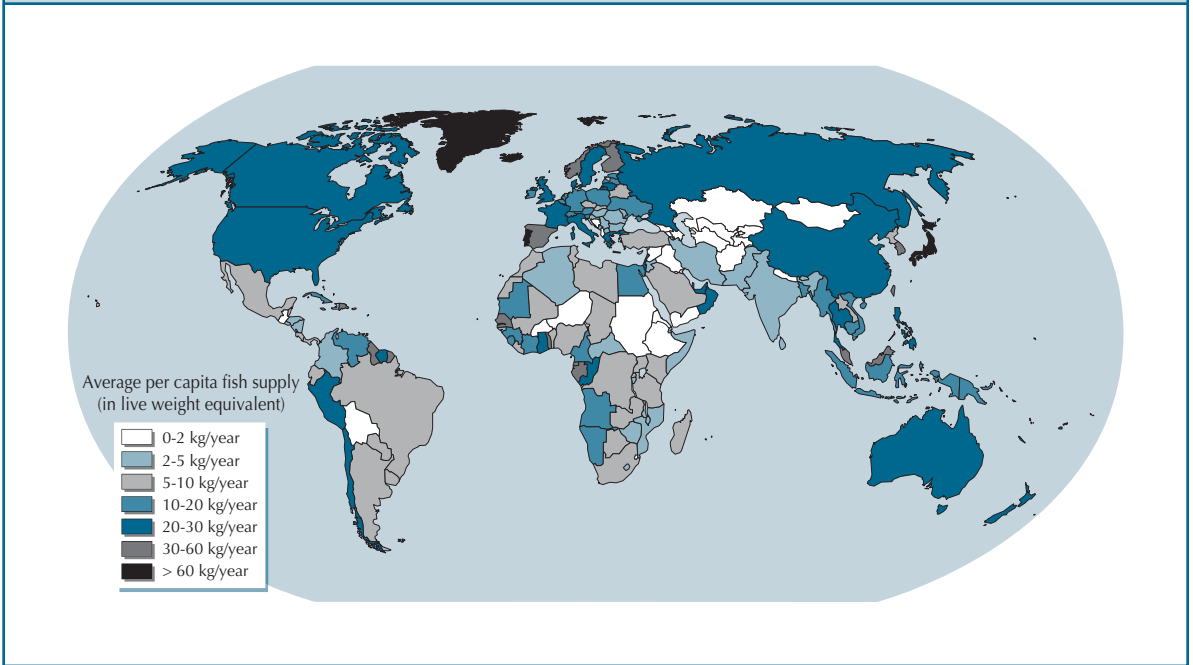 Average per capita fish supply
(in live weight equivalent)
0-2 kg/year
2-5 kg/year
5-10 kg/year
10-20 kg/year
20-30 kg/year
30-60 kg/year
> 60 kg/year